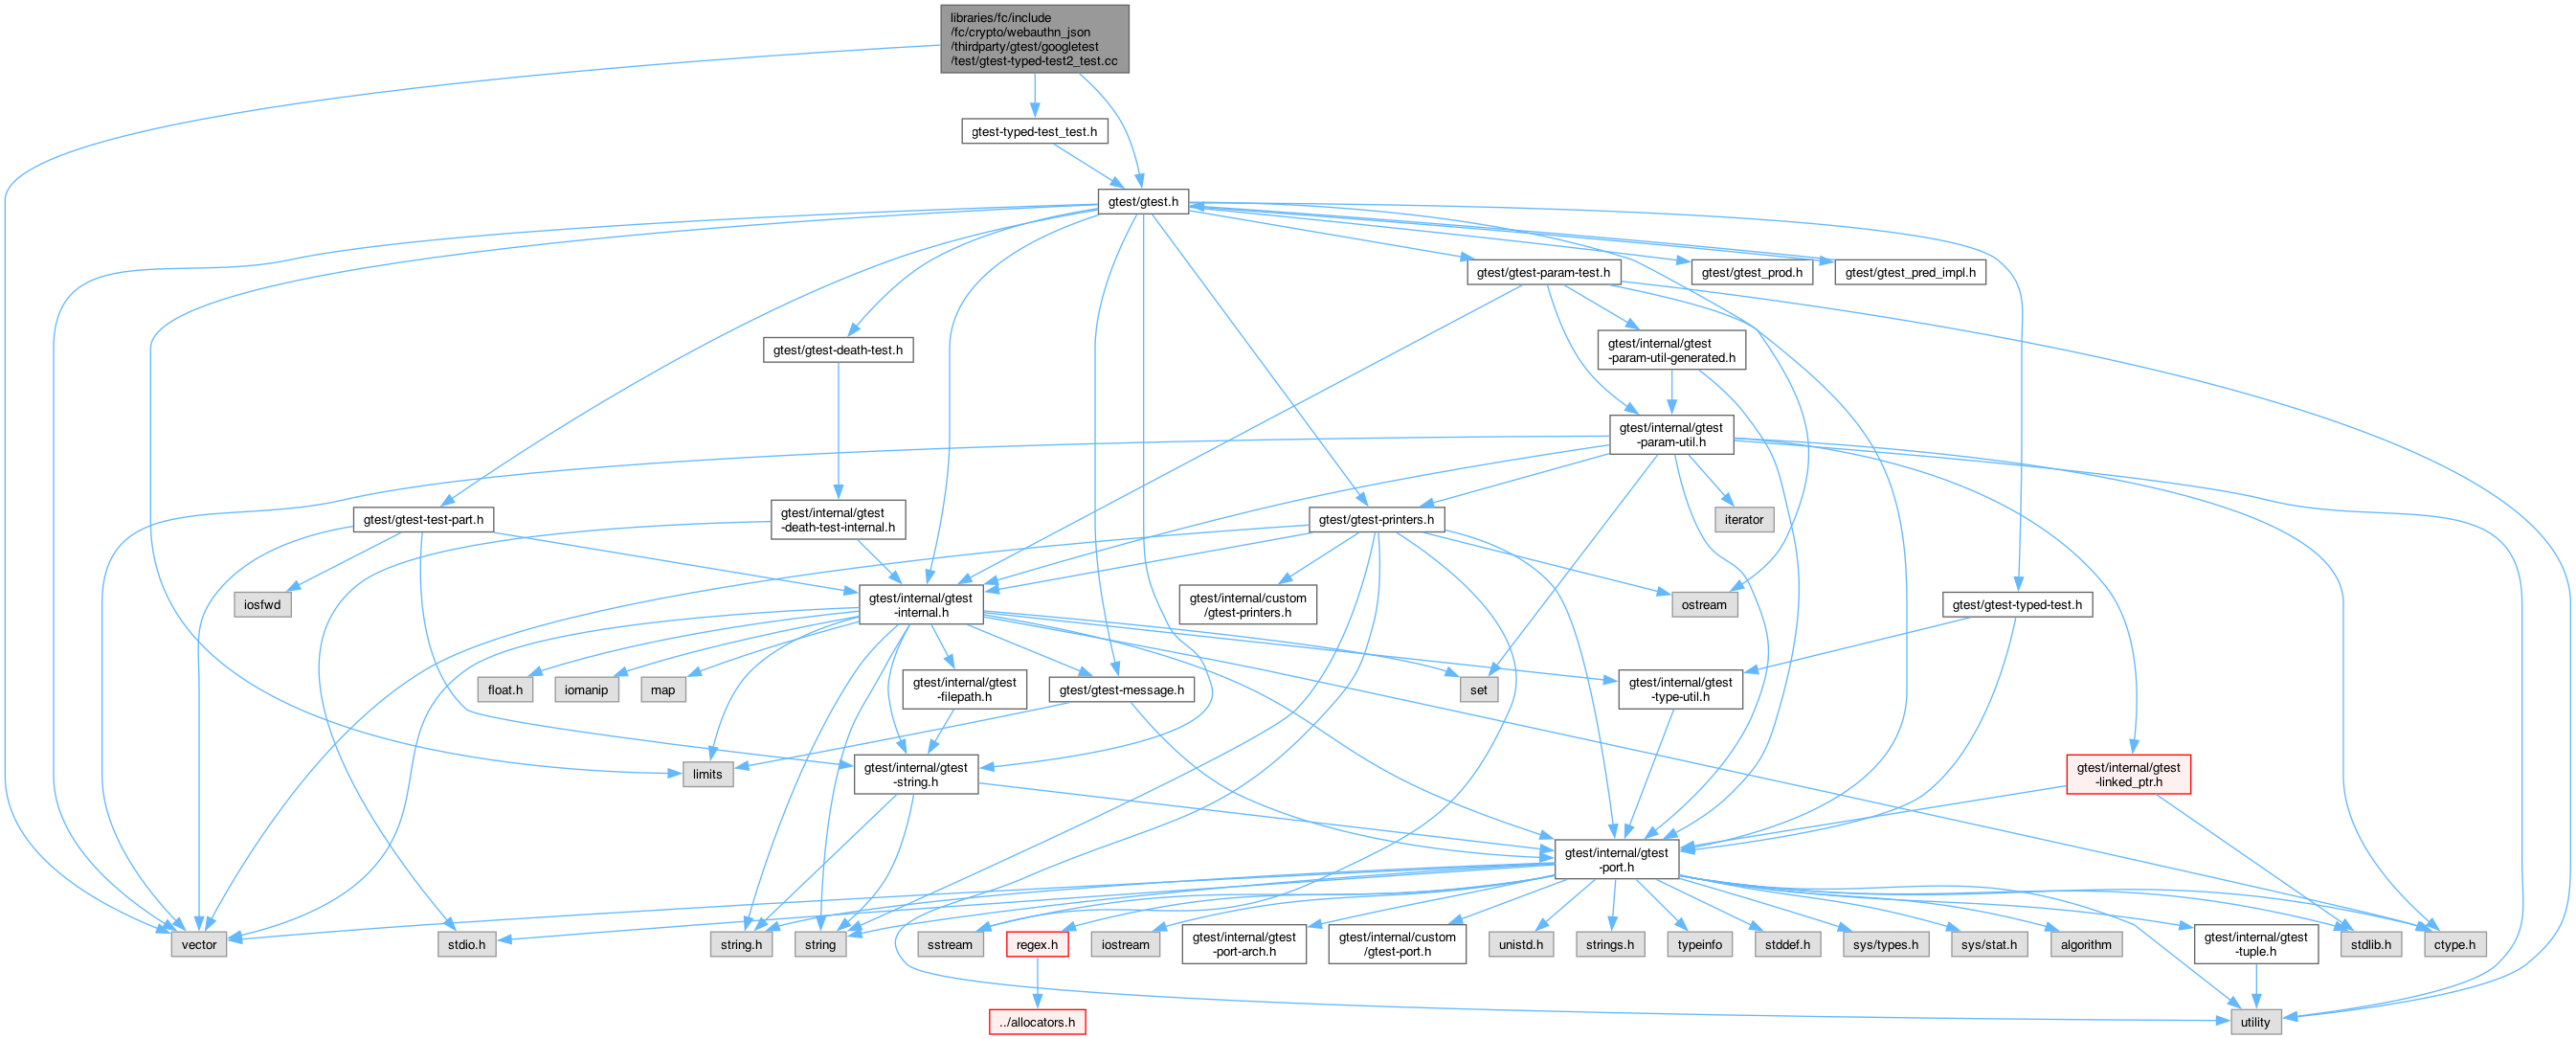 libraries/fc/include
/fc/crypto/webauthn_json
/thirdparty/gtest/googletest
/test/gtest-typed-test2_test.cc
gtest-typed-test_test.h
gtest/gtest.h
gtest/gtest-param-test.h
gtest/gtest_prod.h
gtest/gtest_pred_impl.h
gtest/gtest-death-test.h
gtest/internal/gtest
-param-util-generated.h
gtest/internal/gtest
-param-util.h
gtest/gtest-test-part.h
gtest/internal/gtest
-death-test-internal.h
gtest/gtest-printers.h
iterator
iosfwd
gtest/internal/gtest
-internal.h
gtest/internal/custom
/gtest-printers.h
ostream
gtest/gtest-typed-test.h
float.h
iomanip
map
gtest/internal/gtest
-filepath.h
gtest/gtest-message.h
set
gtest/internal/gtest
-type-util.h
limits
gtest/internal/gtest
-string.h
gtest/internal/gtest
-linked_ptr.h
gtest/internal/gtest
-port.h
vector
stdio.h
string.h
string
sstream
regex.h
iostream
gtest/internal/gtest
-port-arch.h
gtest/internal/custom
/gtest-port.h
unistd.h
strings.h
typeinfo
stddef.h
sys/types.h
sys/stat.h
algorithm
gtest/internal/gtest
-tuple.h
stdlib.h
ctype.h
../allocators.h
utility